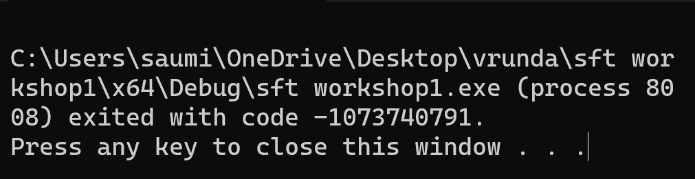 C:\Users\saumi\OneDrive\Desktop\vrunda\sft wor
kshop1\x64\Debug\sft workshop1.exe (process 80
08) exited with code -1073740791.
Press any key to close this window . . .